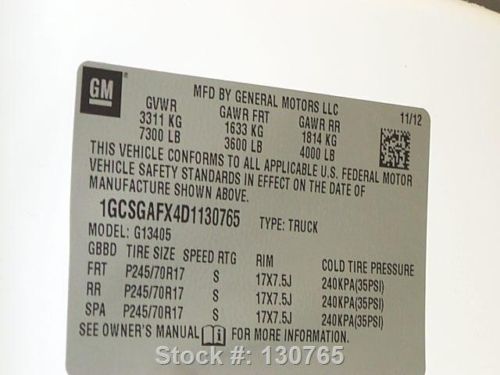 GM
MFD BY GENERAL MOTORS LLC
11/12
GVWR GAWR FRT GAWR RR
3311 KG 1633 KG 1814 KG
7300 LB 3600 LB 4000 LB
THIS VEHICLE CONFORMS TO ALL APPLICABLE U.S. FEDERAL MOTOR
VEHICLE SAFETY STANDARDS IN EFFECT ON THE DATE OF
MANUFACTURE SHOWN ABOVE.
1GCSGAFX4D1130765 TYPE: TRUCK
MODEL: G13405
GBBD TIRE SIZE SPEED RTG RIM COLD TIRE PRESSURE
FRT P245/70R17 S 17X7.5J 240KPA(35PSI)
RR P245/70R17 S 17X7.5J 240KPA(35PSI)
SPA P245/70R17 S 17X7.5J 240KPA(35PSI)
SEE OWNER'S MANUAL FOR MORE INFORMATION.
Stock #: 130765